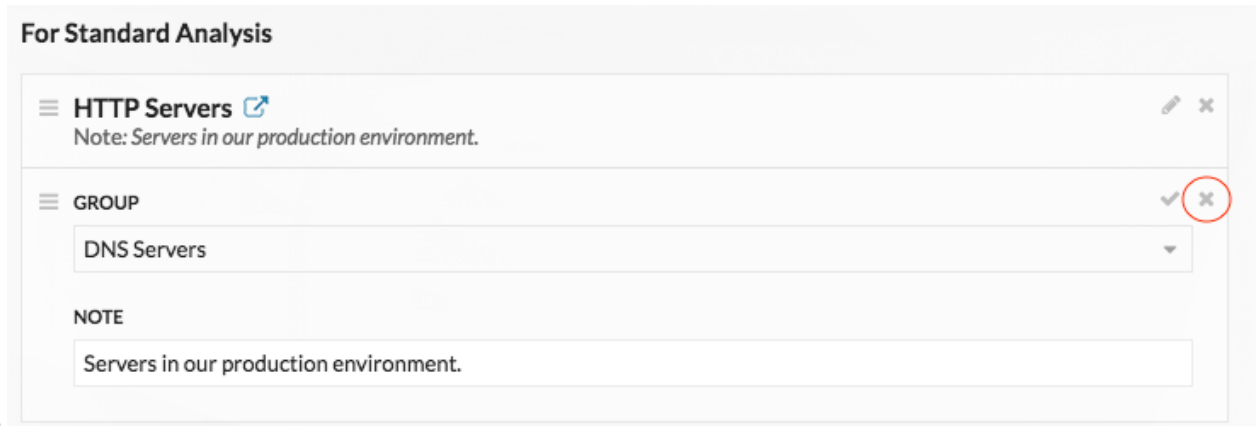 For Standard Analysis
HTTP Servers
Note: Servers in our production environment.
GROUP
DNS Servers
NOTE
Servers in our production environment.